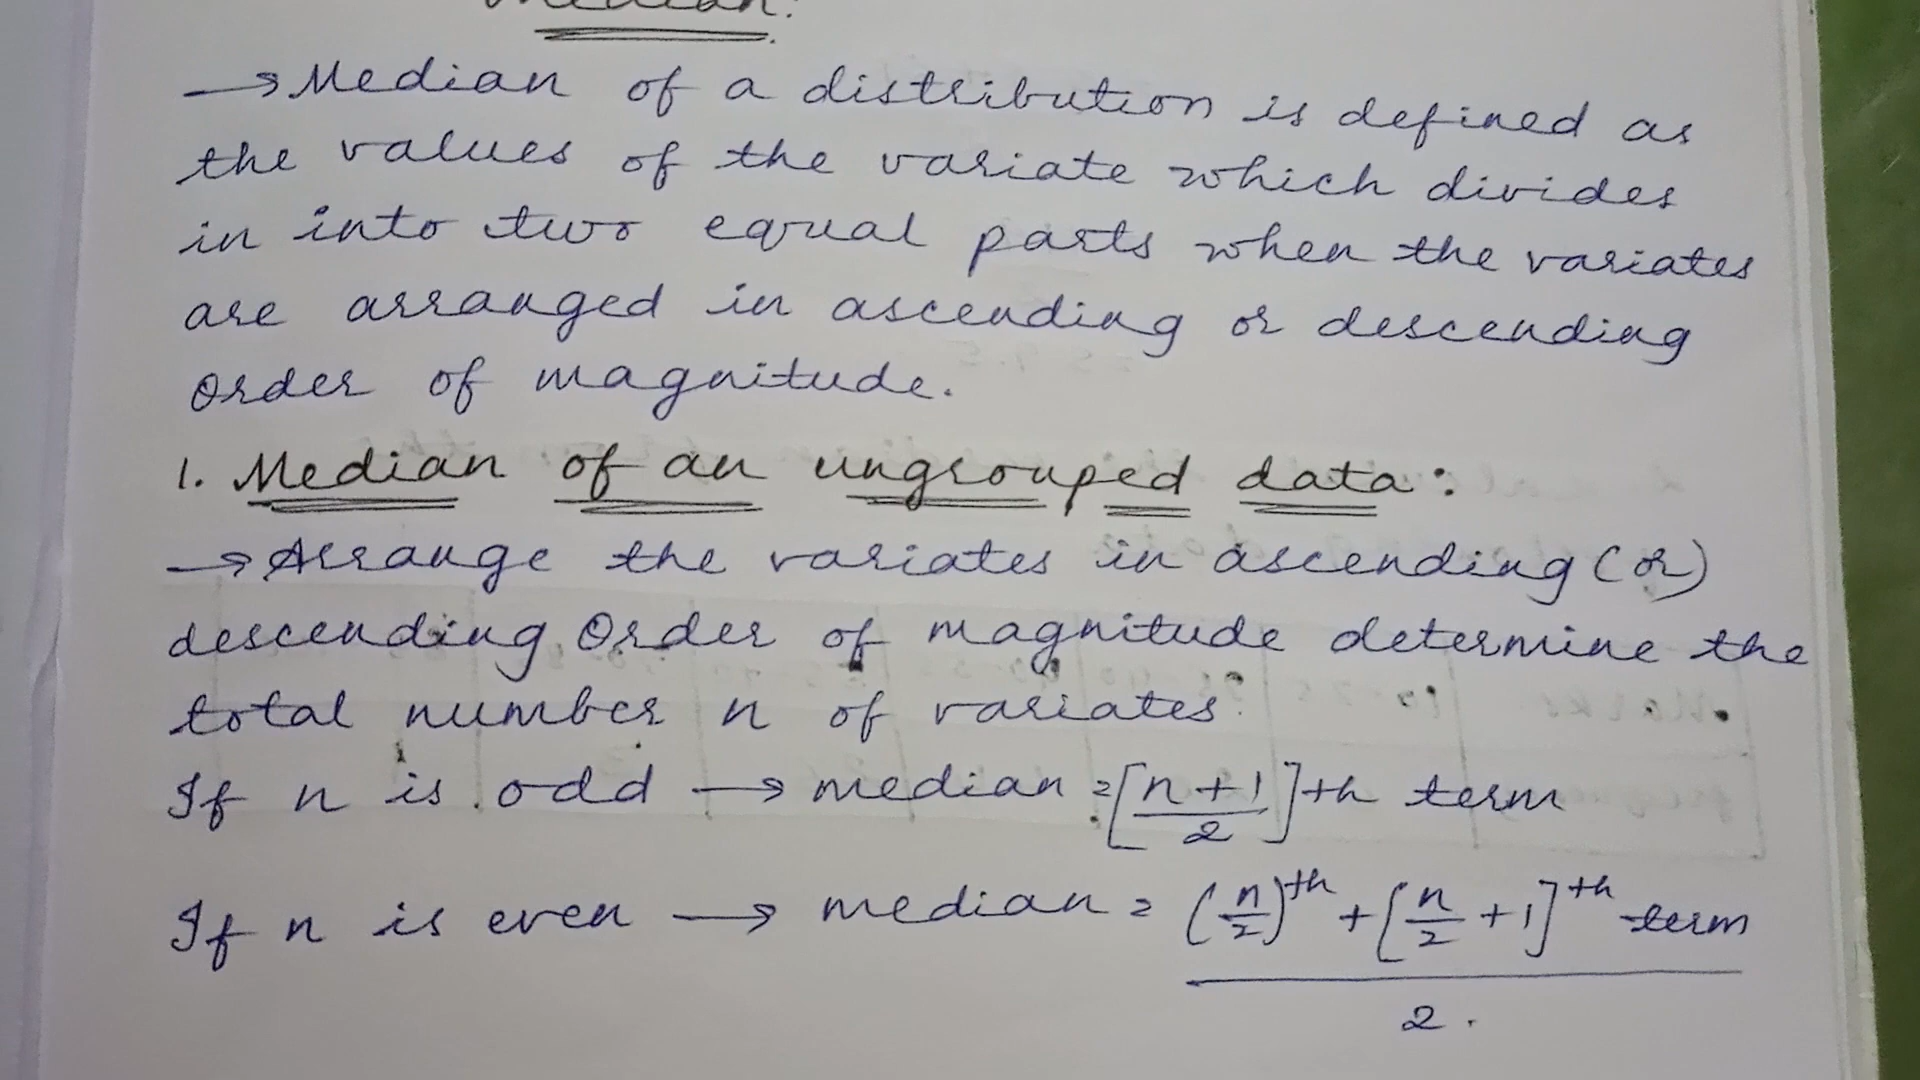 Median:
→ Median of a distribution is defined as
the values of the variate which divides
in into two equal parts when the variates
are arranged in ascending or descending
order of magnitude.
1. Median of an ungrouped data:
→ Arrange the variates in ascending (or)
descending order of magnitude determine the
total number n of variates.
If n is odd → median = [n+1/2]th term
If n is even → median = (n/2)th + [n/2 + 1]th term
2.